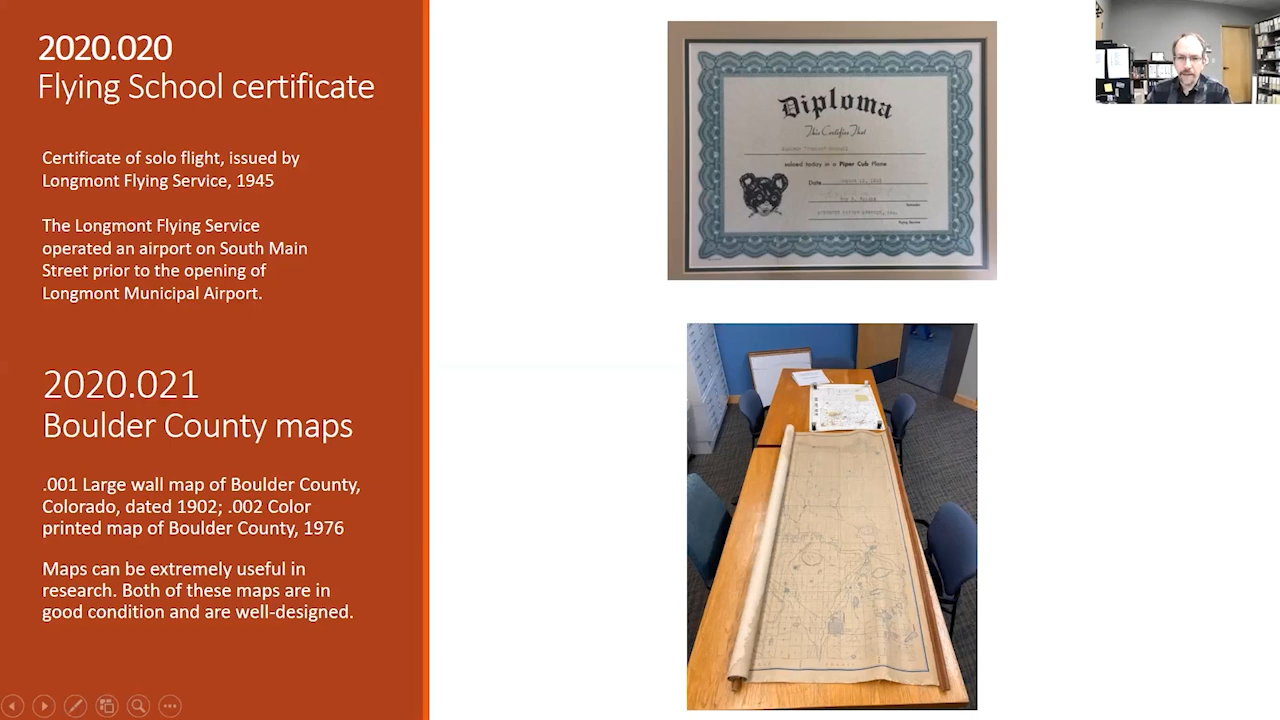 2020.020
Flying School certificate
Certificate of solo flight, issued by
Longmont Flying Service, 1945
The Longmont Flying Service
operated an airport on South Main
Street prior to the opening of
Longmont Municipal Airport.
2020.021
Boulder County maps
.001 Large wall map of Boulder County,
Colorado, dated 1902; .002 Color
printed map of Boulder County, 1976
Maps can be extremely useful in
research. Both of these maps are in
good condition and are well-designed.
Diploma
This Certifies That
soloed today in a Piper Cub Plane
Date
Flying Service